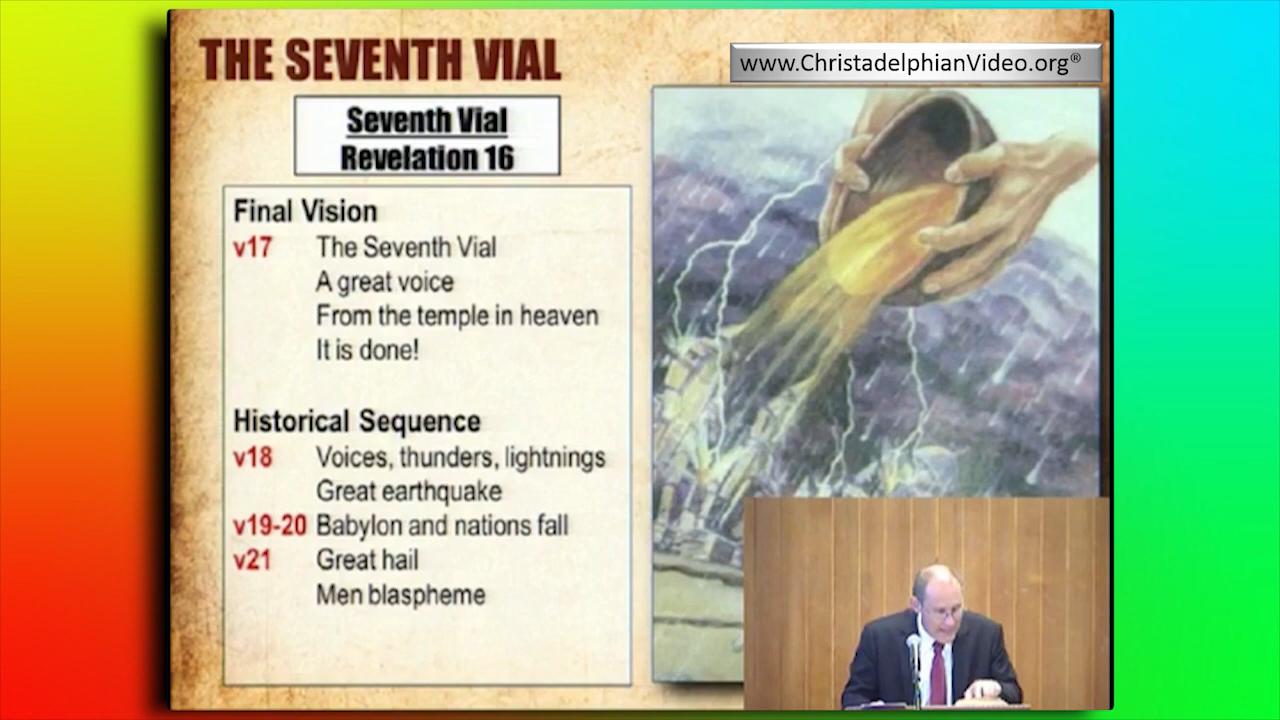 THE SEVENTH VIAL
www.ChristadelphianVideo.org®
Seventh Vial
Revelation 16
Final Vision
v17 The Seventh Vial
A great voice
From the temple in heaven
It is done!
Historical Sequence
v18 Voices, thunders, lightnings
Great earthquake
v19-20 Babylon and nations fall
v21 Great hail
Men blaspheme